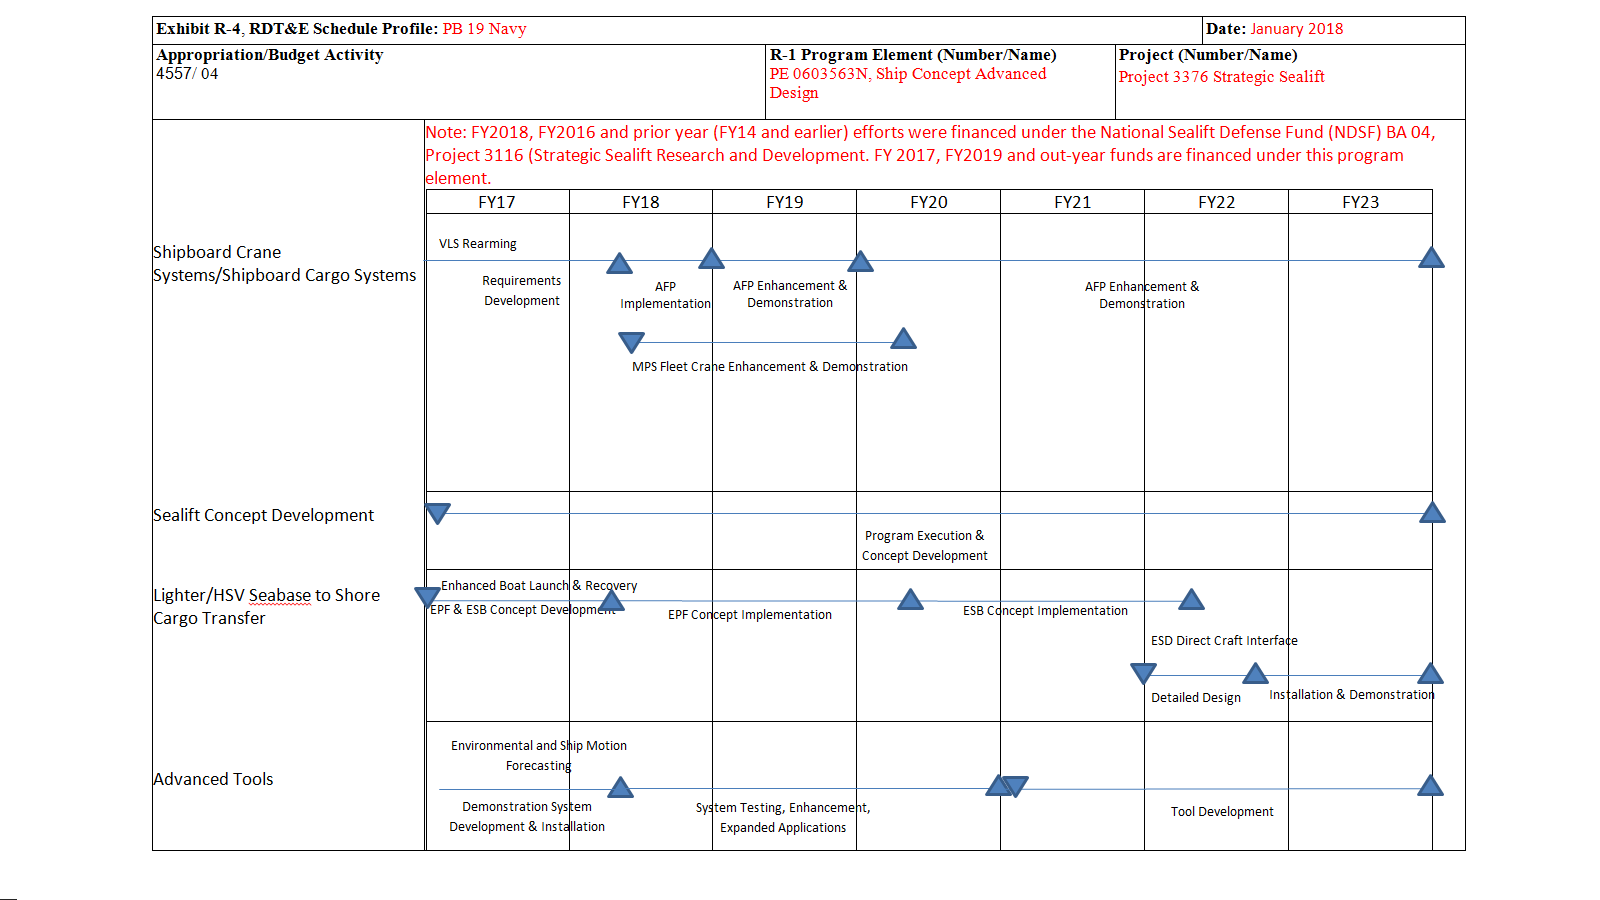 Exhibit R-4, RDT&E Schedule Profile: PB 19 Navy
Date: January 2018
Appropriation/Budget Activity
4557/ 04
R-1 Program Element (Number/Name)
PE 0603563N, Ship Concept Advanced
Design
Project (Number/Name)
Project 3376 Strategic Sealift
Note: FY2018, FY2016 and prior year (FY14 and earlier) efforts were financed under the National Sealift Defense Fund (NDSF) BA 04,
Project 3116 (Strategic Sealift Research and Development. FY 2017, FY2019 and out-year funds are financed under this program
element.
FY17 FY18 FY19 FY20 FY21 FY22 FY23
Shipboard Crane
Systems/Shipboard Cargo Systems
VLS Rearming
Requirements
Development
AFP
Implementation
AFP Enhancement &
Demonstration
AFP Enhancement &
Demonstration
MPS Fleet Crane Enhancement & Demonstration
Sealift Concept Development
Program Execution &
Concept Development
Lighter/HSV Seabase to Shore
Cargo Transfer
Enhanced Boat Launch & Recovery
EPF & ESB Concept Development
EPF Concept Implementation
ESB Concept Implementation
ESD Direct Craft Interface
Detailed Design
Installation & Demonstration
Advanced Tools
Environmental and Ship Motion
Forecasting
Demonstration System
Development & Installation
System Testing, Enhancement,
Expanded Applications
Tool Development